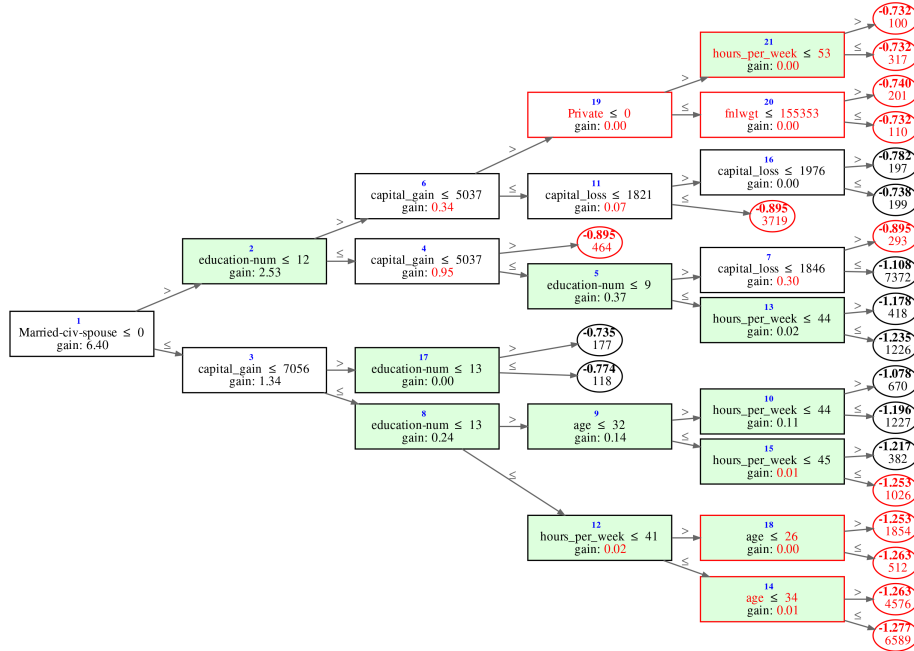 1
Married-civ-spouse ≤ 0
gain: 6.40
>
≤
2
education-num ≤ 12
gain: 2.53
>
≤
3
capital_gain ≤ 7056
gain: 1.34
>
≤
6
capital_gain ≤ 5037
gain: 0.34
>
≤
4
capital_gain ≤ 5037
gain: 0.95
>
≤
17
education-num ≤ 13
gain: 0.00
>
≤
8
education-num ≤ 13
gain: 0.24
>
≤
19
Private ≤ 0
gain: 0.00
>
≤
11
capital_loss ≤ 1821
gain: 0.07
>
≤
-0.895
464
5
education-num ≤ 9
gain: 0.37
>
≤
-0.735
177
-0.774
118
9
age ≤ 32
gain: 0.14
>
≤
12
hours_per_week ≤ 41
gain: 0.02
>
≤
21
hours_per_week ≤ 53
gain: 0.00
>
≤
20
fnlwgt ≤ 155353
gain: 0.00
>
≤
16
capital_loss ≤ 1976
gain: 0.00
>
≤
-0.895
3719
7
capital_loss ≤ 1846
gain: 0.30
>
≤
13
hours_per_week ≤ 44
gain: 0.02
>
≤
10
hours_per_week ≤ 44
gain: 0.11
>
≤
15
hours_per_week ≤ 45
gain: 0.01
>
≤
18
age ≤ 26
gain: 0.00
>
≤
14
age ≤ 34
gain: 0.01
>
≤
-0.732
100
-0.732
317
-0.740
201
-0.732
110
-0.782
197
-0.738
199
-0.895
293
-1.108
7372
-1.178
418
-1.235
1226
-1.078
670
-1.196
1227
-1.217
382
-1.253
1026
-1.253
1854
-1.263
512
-1.263
4576
-1.277
6589